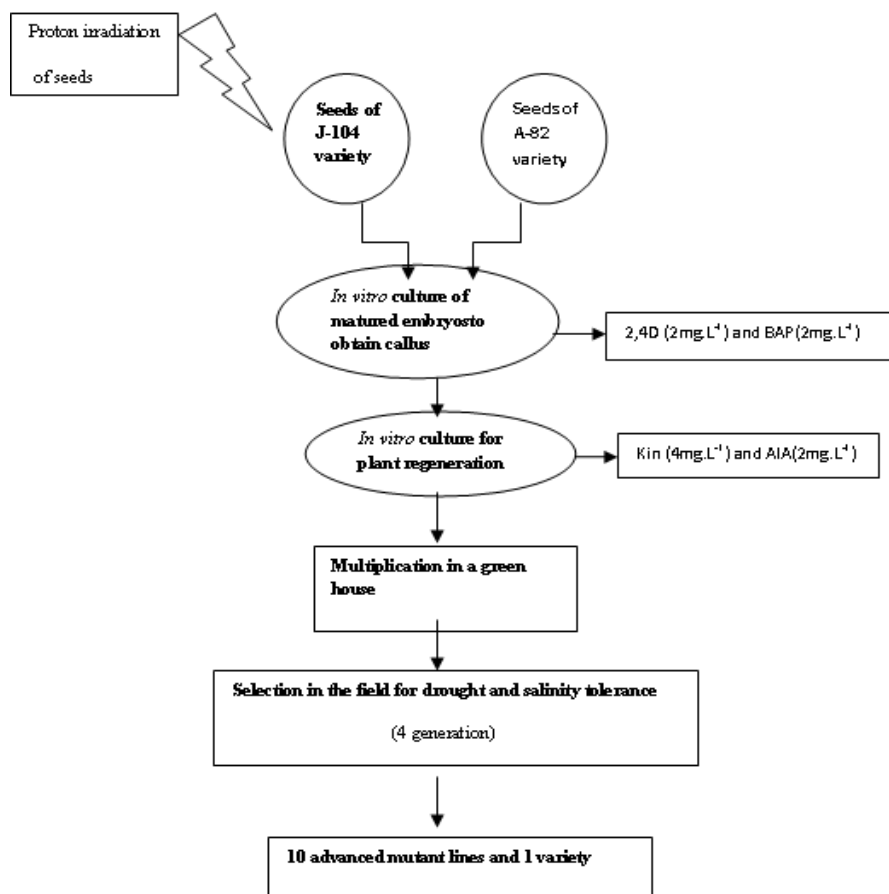 Proton irradiation
of seeds
Seeds of
J-104
variety
Seeds of
A-82
variety
In vitro culture of
matured embryosto
obtain callus
2,4D (2mg.L⁻¹) and BAP(2mg.L⁻¹)
In vitro culture for
plant regeneration
Kin (4mg.L⁻¹) and AIA(2mg.L⁻¹)
Multiplication in a green
house
Selection in the field for drought and salinity tolerance
(4 generation)
10 advanced mutant lines and 1 variety